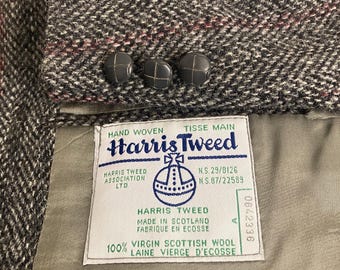 HAND WOVEN TISSE MAIN
Harris Tweed
HARRIS TWEED ASSOCIATION LTD
N.S. 29/8126
N.S. 87/22589
HARRIS TWEED
MADE IN SCOTLAND
FABRIQUE EN ECOSSE
100% VIRGIN SCOTTISH WOOL
LAINE VIERGE D'ECOSSE
A 0642336